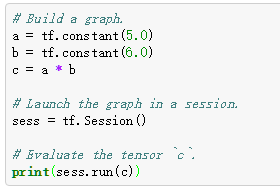 # Build a graph.
a = tf.constant(5.0)
b = tf.constant(6.0)
c = a * b
# Launch the graph in a session.
sess = tf.Session()
# Evaluate the tensor `c`.
print(sess.run(c))